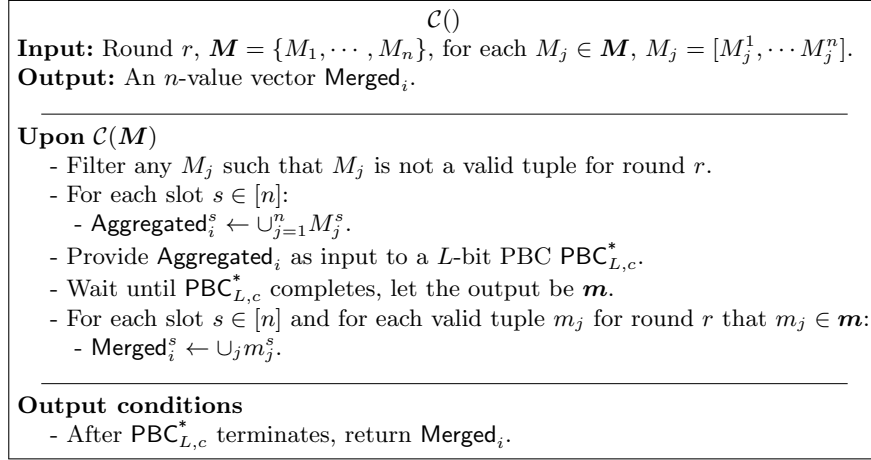 𝒞()
Input: Round r, M = {M₁, ⋯ , Mₙ}, for each Mⱼ ∈ M, Mⱼ = [Mⱼ¹, ⋯ Mⱼⁿ].
Output: An n-value vector Mergedᵢ.
Upon 𝒞(M)
- Filter any Mⱼ such that Mⱼ is not a valid tuple for round r.
- For each slot s ∈ [n]:
- Aggregatedᵢˢ ← ∪ⱼ₌₁ⁿ Mⱼˢ.
- Provide Aggregatedᵢ as input to a L-bit PBC PBC*_{L,c}.
- Wait until PBC*_{L,c} completes, let the output be m.
- For each slot s ∈ [n] and for each valid tuple mⱼ for round r that mⱼ ∈ m:
- Mergedᵢˢ ← ∪ⱼ mⱼˢ.
Output conditions
- After PBC*_{L,c} terminates, return Mergedᵢ.